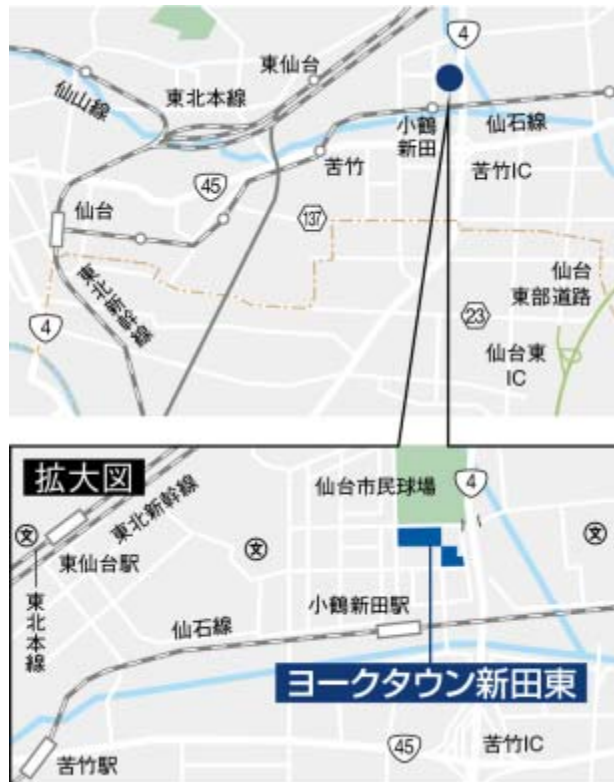 4
仙山線
東北本線
東仙台
小鶴
新田
仙石線
苦竹
苦竹IC
45
仙台
137
東北新幹線
仙台
東部道路
4
23
仙台東
IC
拡大図
仙台市民球場
4
東北新幹線
文
文
文
東仙台駅
東北本線
小鶴新田駅
仙石線
ヨークタウン新田東
苦竹駅
45
苦竹IC